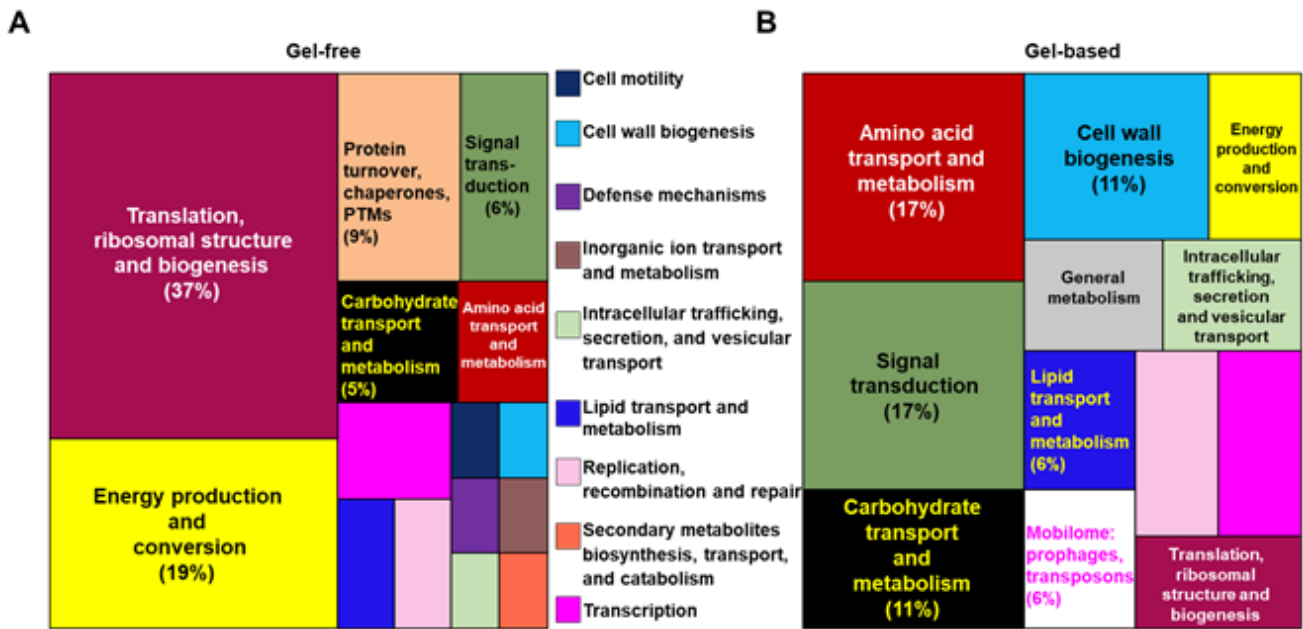 A
Gel-free
Translation,
ribosomal structure
and biogenesis
(37%)
Energy production
and
conversion
(19%)
Protein
turnover,
chaperones,
PTMs
(9%)
Signal
trans-
duction
(6%)
Carbohydrate
transport
and
metabolism
(5%)
Amino acid
transport
and
metabolism
Cell motility
Cell wall biogenesis
Defense mechanisms
Inorganic ion transport
and metabolism
Intracellular trafficking,
secretion, and vesicular
transport
Lipid transport and
metabolism
Replication,
recombination and repair
Secondary metabolites
biosynthesis, transport,
and catabolism
Transcription
B
Gel-based
Amino acid
transport and
metabolism
(17%)
Cell wall
biogenesis
(11%)
Energy
production
and
conversion
General
metabolism
Intracellular
trafficking,
secretion
and vesicular
transport
Signal
transduction
(17%)
Lipid
transport
and
metabolism
(6%)
Carbohydrate
transport
and
metabolism
(11%)
Mobilome:
prophages,
transposons
(6%)
Translation,
ribosomal
structure and
biogenesis